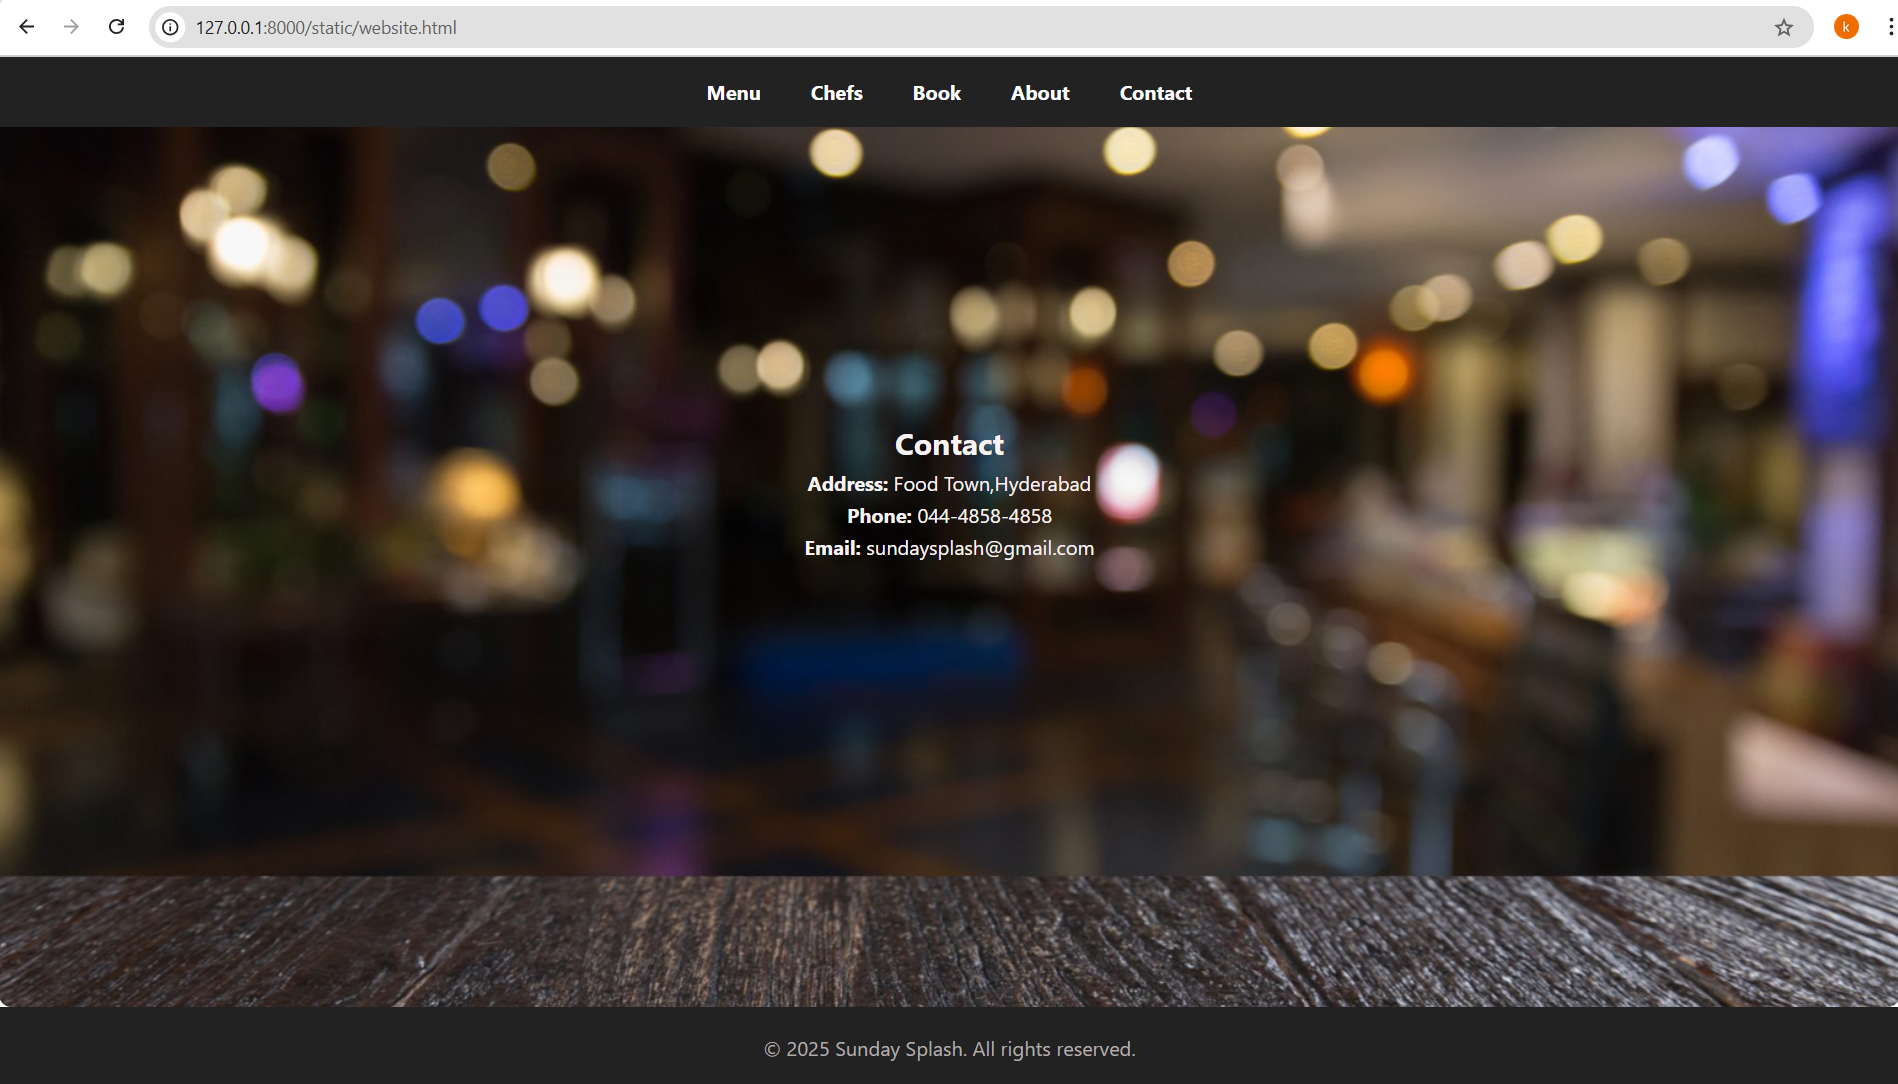 127.0.0.1:8000/static/website.html
k
Menu Chefs Book About Contact
Contact
Address: Food Town,Hyderabad
Phone: 044-4858-4858
Email: sundaysplash@gmail.com
© 2025 Sunday Splash. All rights reserved.